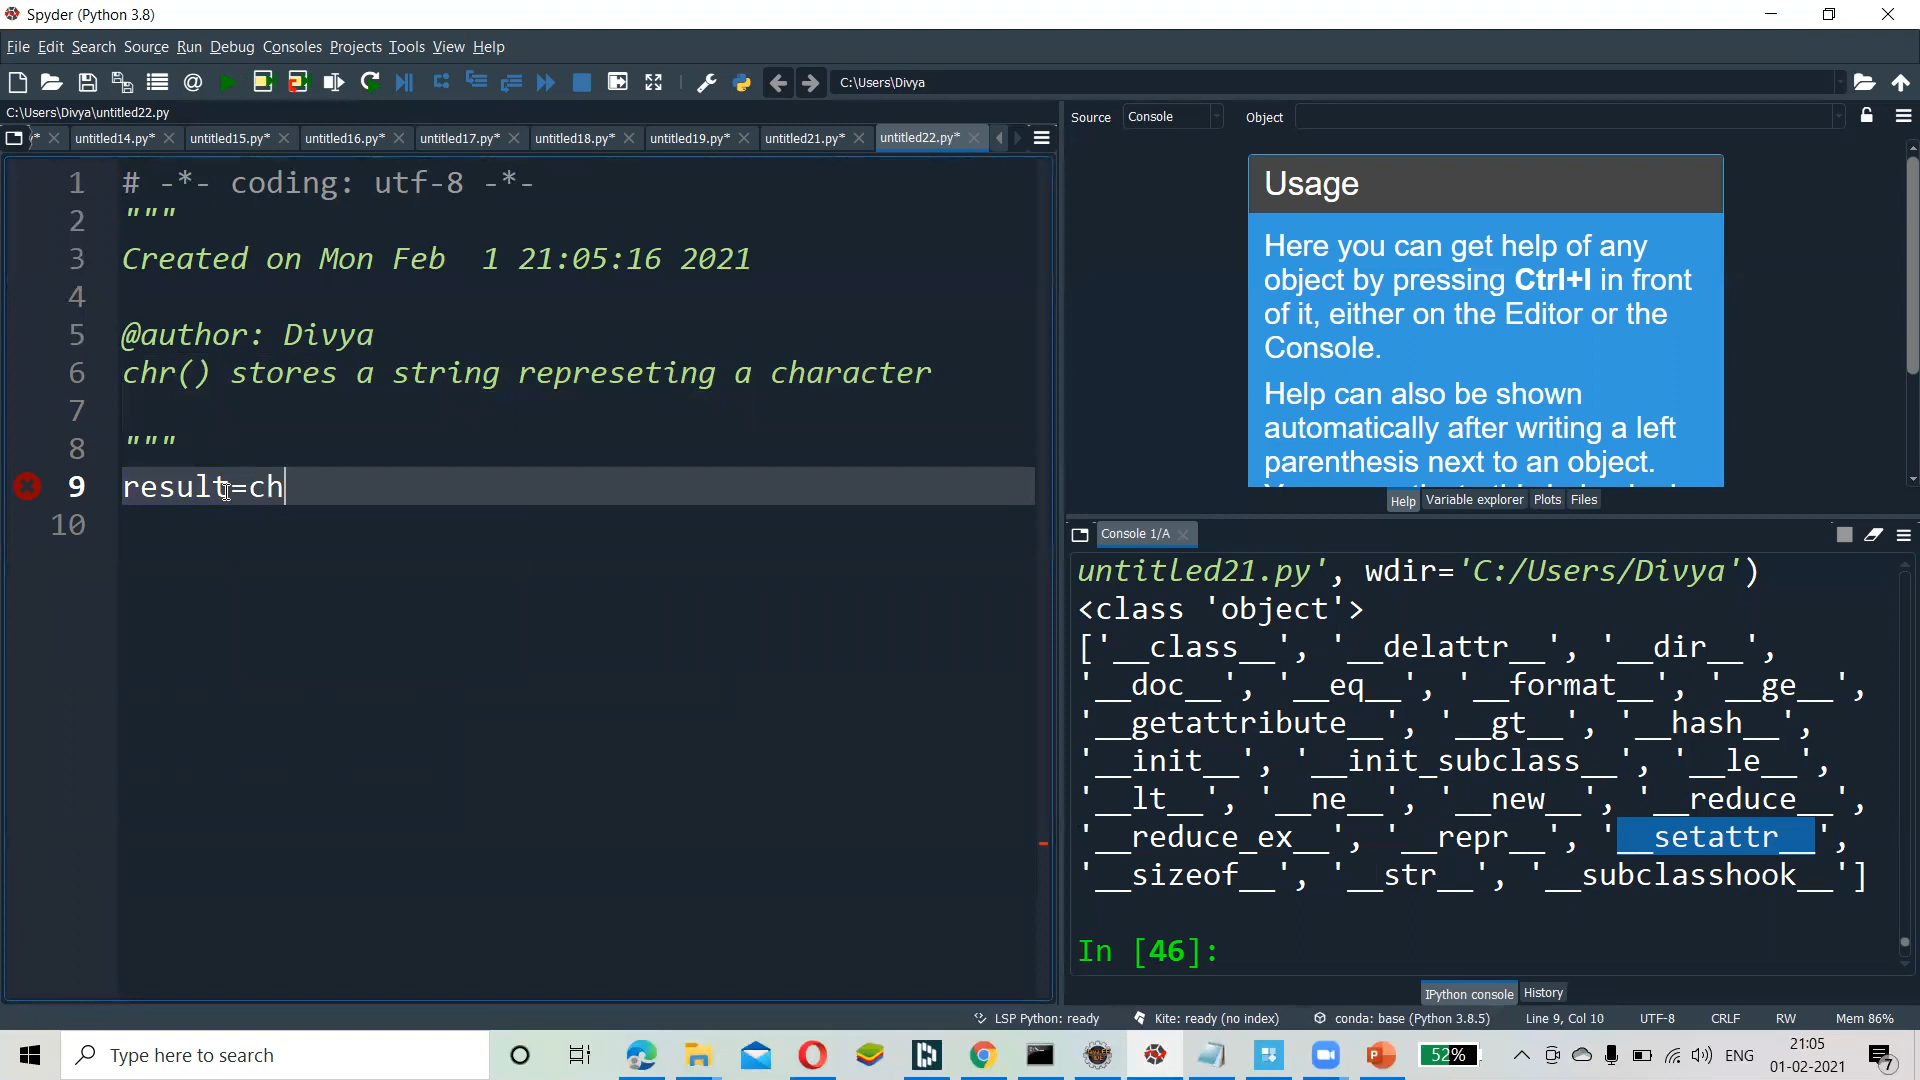 Spyder (Python 3.8)
File Edit Search Source Run Debug Consoles Projects Tools View Help
C:\Users\Divya
C:\Users\Divya\untitled22.py
untitled14.py* untitled15.py* untitled16.py* untitled17.py* untitled18.py* untitled19.py* untitled21.py* untitled22.py*
Source Console Object
1 # -*- coding: utf-8 -*-
2 """
3 Created on Mon Feb  1 21:05:16 2021
4
5 @author: Divya
6 chr() stores a string represeting a character
7
8 """
9 result=ch
10
Usage
Here you can get help of any
object by pressing Ctrl+I in front
of it, either on the Editor or the
Console.
Help can also be shown
automatically after writing a left
parenthesis next to an object.
Help Variable explorer Plots Files
Console 1/A
untitled21.py', wdir='C:/Users/Divya')
<class 'object'>
['__class__', '__delattr__', '__dir__',
'__doc__', '__eq__', '__format__', '__ge__',
'__getattribute__', '__gt__', '__hash__',
'__init__', '__init_subclass__', '__le__',
'__lt__', '__ne__', '__new__', '__reduce__',
'__reduce_ex__', '__repr__', '__setattr__',
'__sizeof__', '__str__', '__subclasshook__']
In [46]:
IPython console History
LSP Python: ready Kite: ready (no index) conda: base (Python 3.8.5) Line 9, Col 10 UTF-8 CRLF RW Mem 86%
Type here to search
52%
ENG
21:05
01-02-2021
7